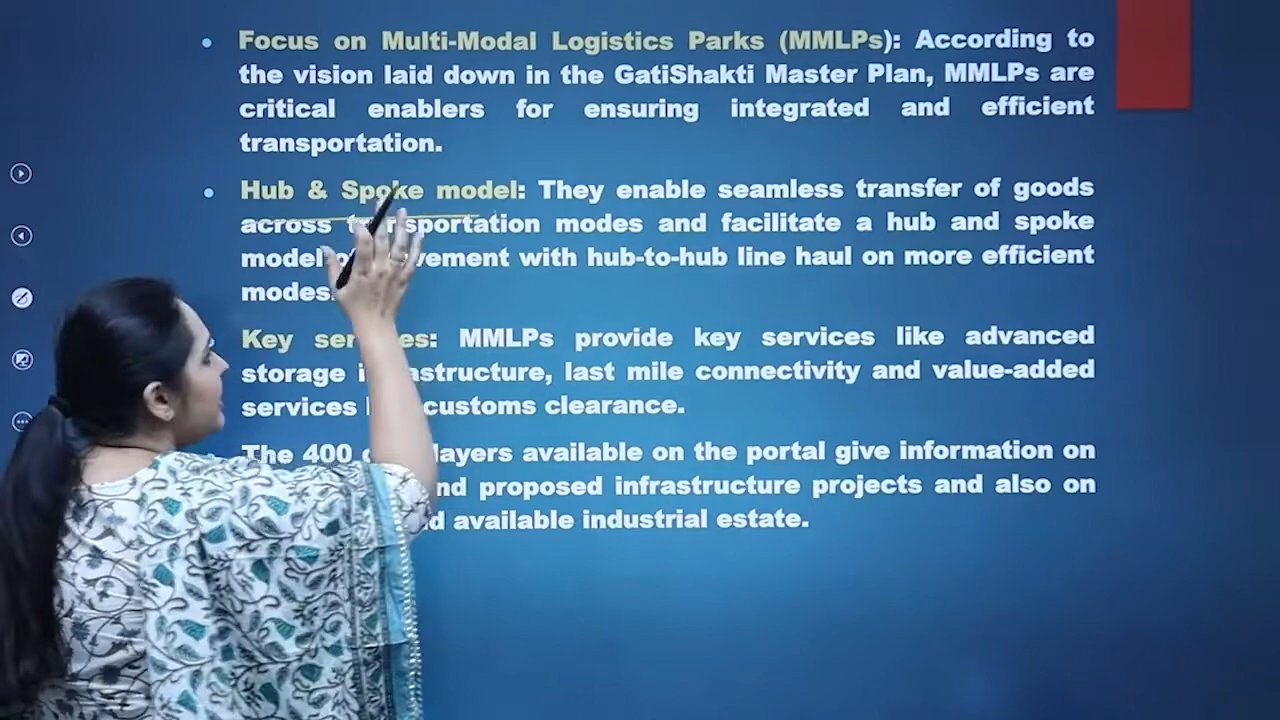 Focus on Multi-Modal Logistics Parks (MMLPs): According to
the vision laid down in the GatiShakti Master Plan, MMLPs are
critical enablers for ensuring integrated and efficient
transportation.
Hub & Spoke model: They enable seamless transfer of goods
across transportation modes and facilitate a hub and spoke
model vement with hub-to-hub line haul on more efficient
modes.
Key services: MMLPs provide key services like advanced
storage infrastructure, last mile connectivity and value-added
services customs clearance.
The 400 layers available on the portal give information on
nd proposed infrastructure projects and also on
available industrial estate.